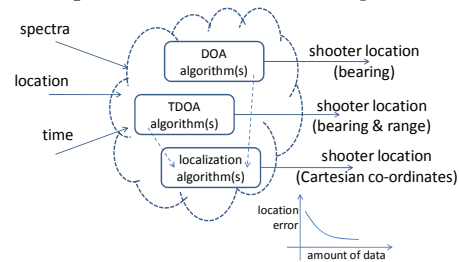 spectra
location
time
DOA
algorithm(s)
shooter location
(bearing)
TDOA
algorithm(s)
shooter location
(bearing & range)
localization
algorithm(s)
shooter location
(Cartesian co-ordinates)
location
error
amount of data